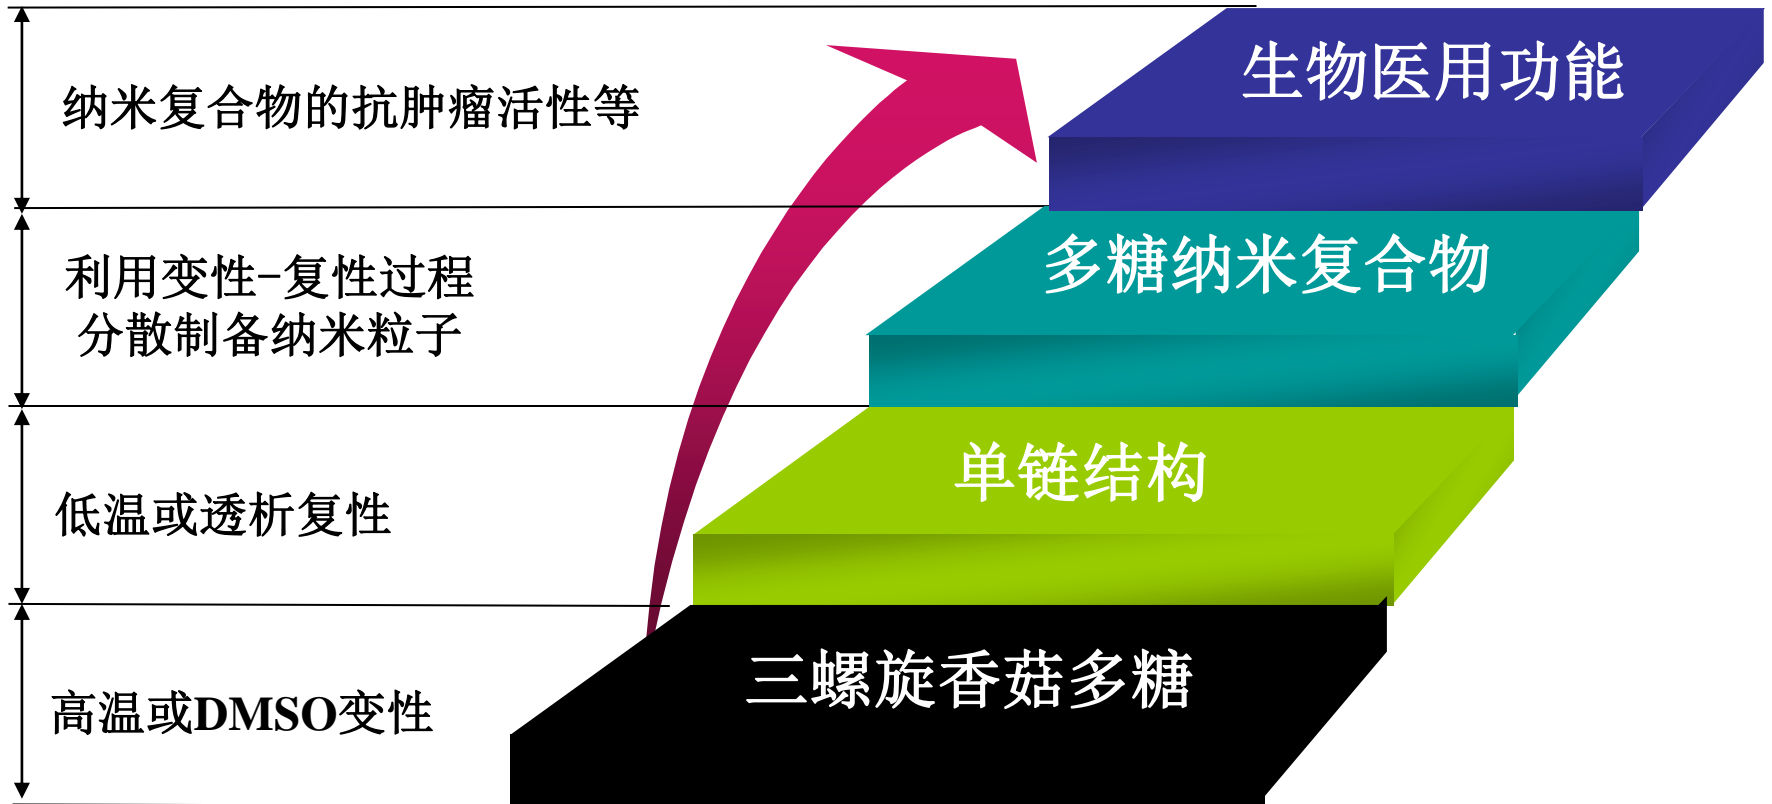 生物医用功能
纳米复合物的抗肿瘤活性等
多糖纳米复合物
利用变性-复性过程
分散制备纳米粒子
单链结构
低温或透析复性
三螺旋香菇多糖
高温或DMSO变性